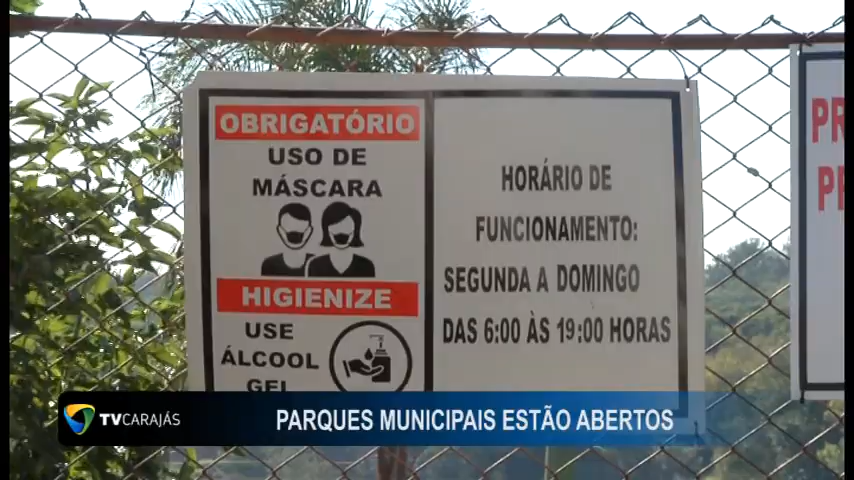 OBRIGATÓRIO
USO DE
MÁSCARA
HIGIENIZE
USE
ÁLCOOL
GEL
HORÁRIO DE
FUNCIONAMENTO:
SEGUNDA A DOMINGO
DAS 6:00 ÀS 19:00 HORAS
TVCARAJÁS
PARQUES MUNICIPAIS ESTÃO ABERTOS